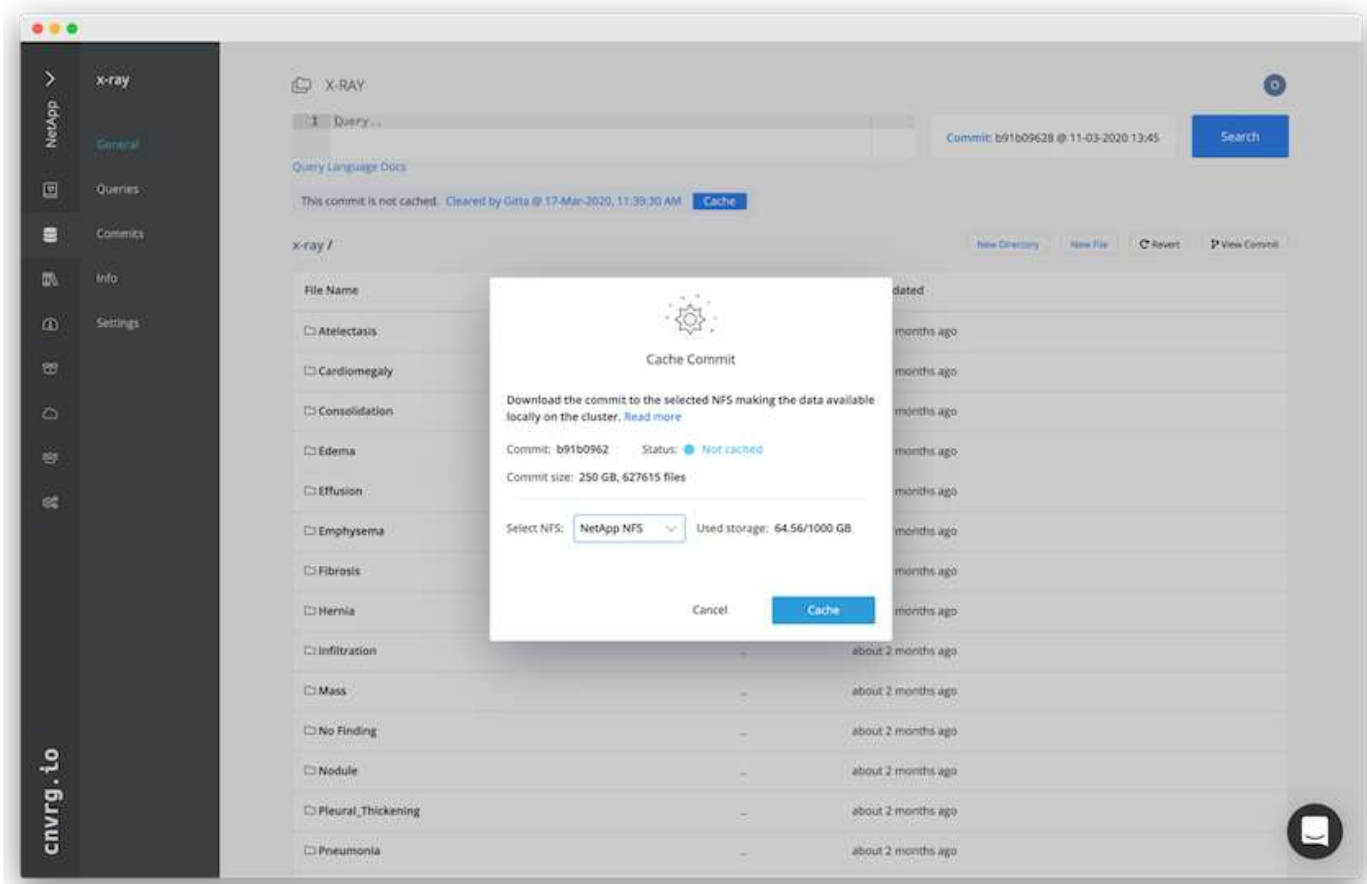 NetApp
x-ray
General
Queries
Commits
Info
Settings
cnvrg.io
X-RAY
O
1 Query..
Commit: b91b09628 @ 11-03-2020 13:45
Search
Query Language Docs
This commit is not cached. Cleared by Gitta @ 17-Mar-2020, 11:39:30 AM Cache
x-ray /
New Directory New File Revert View Commit
File Name dated
Atelectasis months ago
Cardiomegaly months ago
Consolidation months ago
Edema months ago
Effusion months ago
Emphysema months ago
Fibrosis months ago
Hernia months ago
Infiltration .. about 2 months ago
Mass .. about 2 months ago
No Finding .. about 2 months ago
Nodule .. about 2 months ago
Pleural_Thickening .. about 2 months ago
Pneumonia .. about 2 months ago
Cache Commit
Download the commit to the selected NFS making the data available
locally on the cluster. Read more
Commit: b91b0962 Status: Not cached
Commit size: 250 GB, 627615 files
Select NFS: NetApp NFS Used storage: 64.56/1000 GB
Cancel Cache